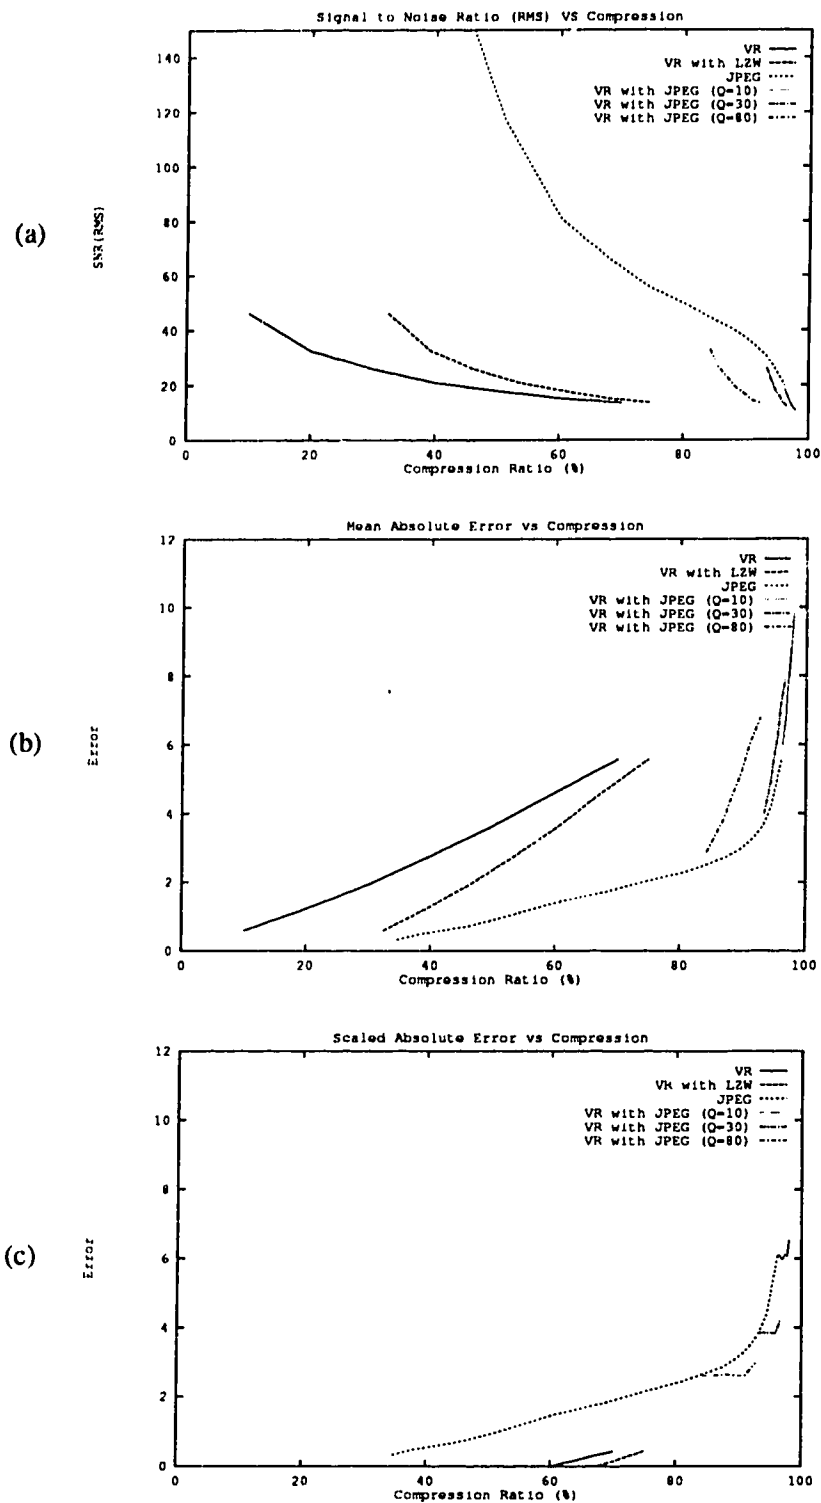 Signal to Noise Ratio (RMS) VS Compression
VR
VR with LZW
JPEG
VR with JPEG (Q=10)
VR with JPEG (Q=30)
VR with JPEG (Q=80)
140
120
100
80
60
40
20
0
(a)
SNR(RMS)
20
40
60
80
100
Compression Ratio (%)
Mean Absolute Error vs Compression
VR
VR with LZW
JPEG
VR with JPEG (Q=10)
VR with JPEG (Q=30)
VR with JPEG (Q=80)
12
10
8
6
4
2
0
(b)
Error
0
20
40
60
80
100
Compression Ratio (%)
Scaled Absolute Error vs Compression
VR
VR with LZW
JPEG
VR with JPEG (Q=10)
VR with JPEG (Q=30)
VR with JPEG (Q=80)
12
10
8
6
4
2
0
(c)
Error
0
20
40
60
80
100
Compression Ratio (%)